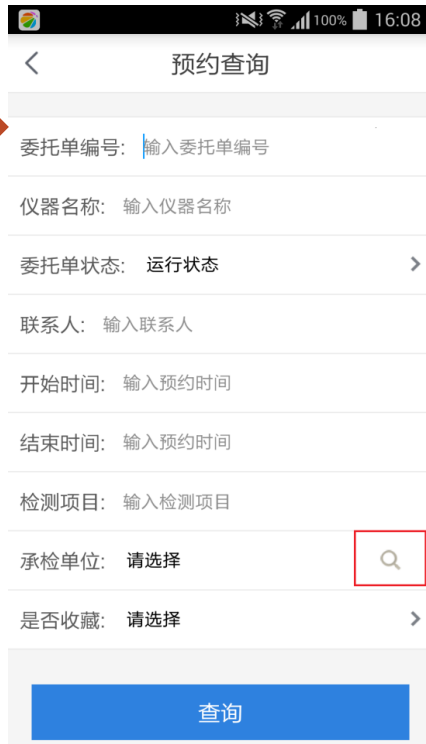 100% 16:08
预约查询
委托单编号: 输入委托单编号
仪器名称: 输入仪器名称
委托单状态: 运行状态
联系人: 输入联系人
开始时间: 输入预约时间
结束时间: 输入预约时间
检测项目: 输入检测项目
承检单位: 请选择
是否收藏: 请选择
查询